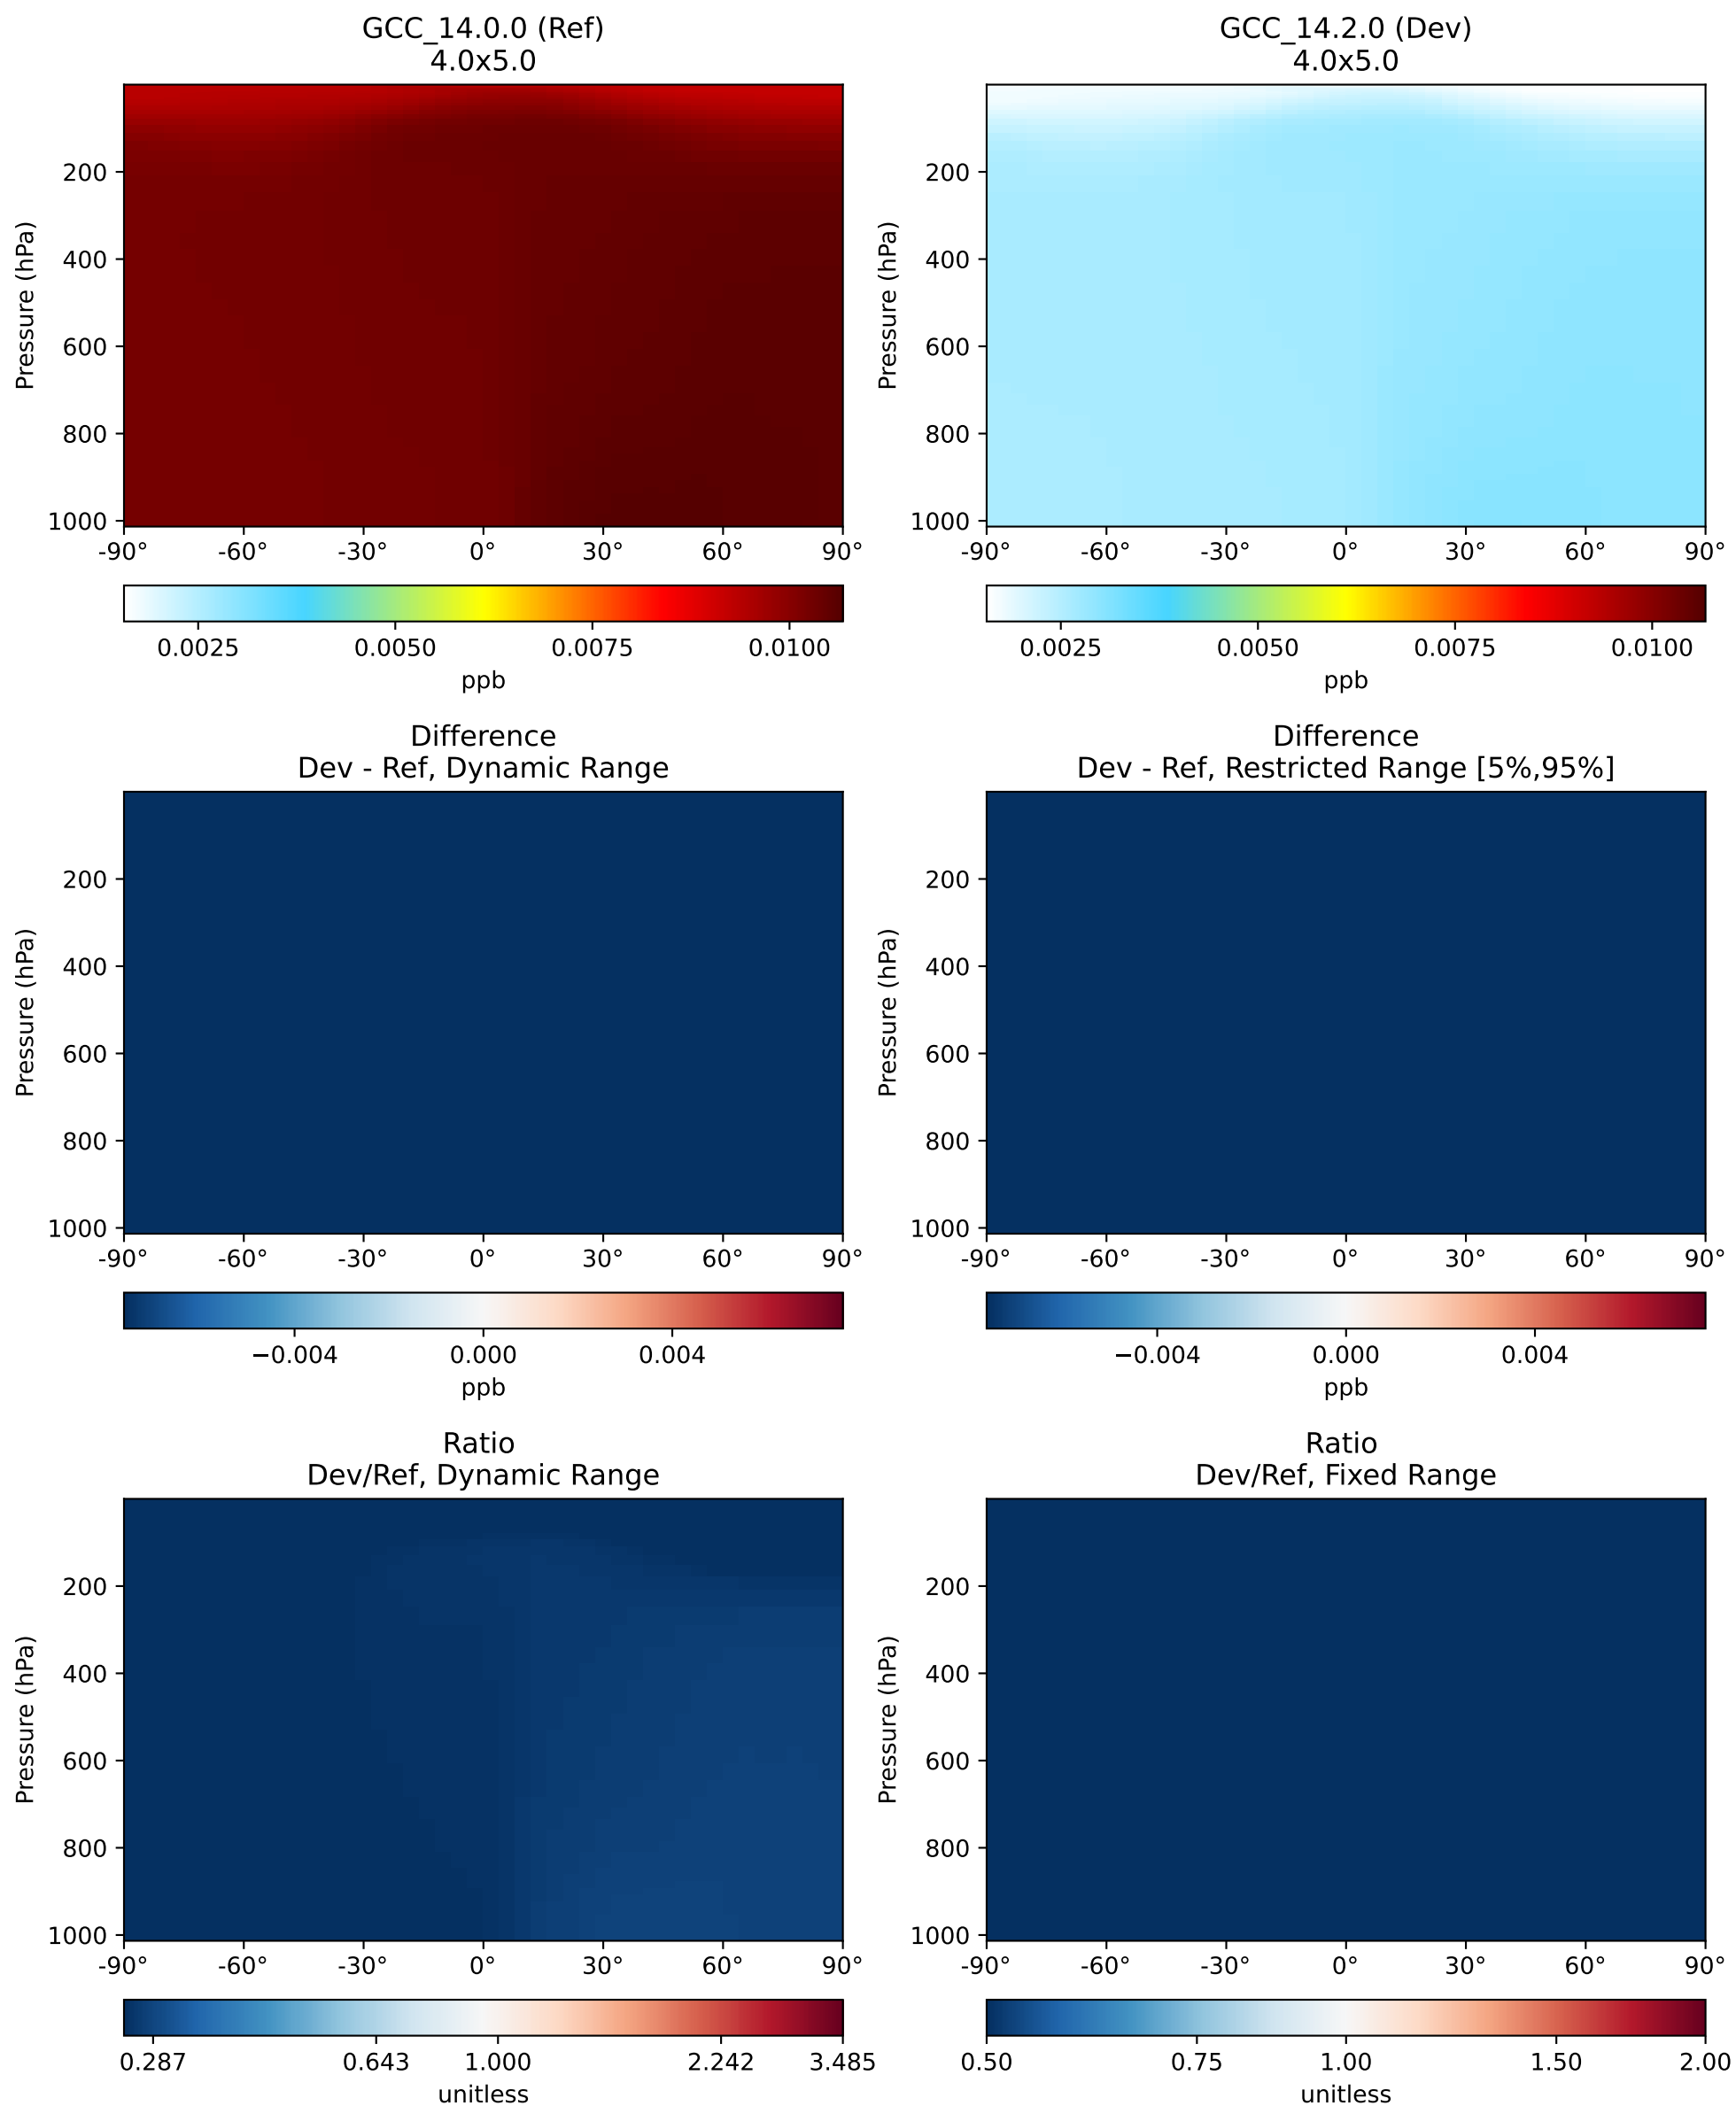 GCC_14.0.0 (Ref)
4.0x5.0
Pressure (hPa)
200
400
600
800
1000
-90° -60° -30° 0° 30° 60° 90°
0.0025 0.0050 0.0075 0.0100
ppb
GCC_14.2.0 (Dev)
4.0x5.0
Pressure (hPa)
200
400
600
800
1000
-90° -60° -30° 0° 30° 60° 90°
0.0025 0.0050 0.0075 0.0100
ppb
Difference
Dev - Ref, Dynamic Range
Pressure (hPa)
200
400
600
800
1000
-90° -60° -30° 0° 30° 60° 90°
−0.004 0.000 0.004
ppb
Difference
Dev - Ref, Restricted Range [5%,95%]
Pressure (hPa)
200
400
600
800
1000
-90° -60° -30° 0° 30° 60° 90°
−0.004 0.000 0.004
ppb
Ratio
Dev/Ref, Dynamic Range
Pressure (hPa)
200
400
600
800
1000
-90° -60° -30° 0° 30° 60° 90°
0.287 0.643 1.000 2.242 3.485
unitless
Ratio
Dev/Ref, Fixed Range
Pressure (hPa)
200
400
600
800
1000
-90° -60° -30° 0° 30° 60° 90°
0.50 0.75 1.00 1.50 2.00
unitless